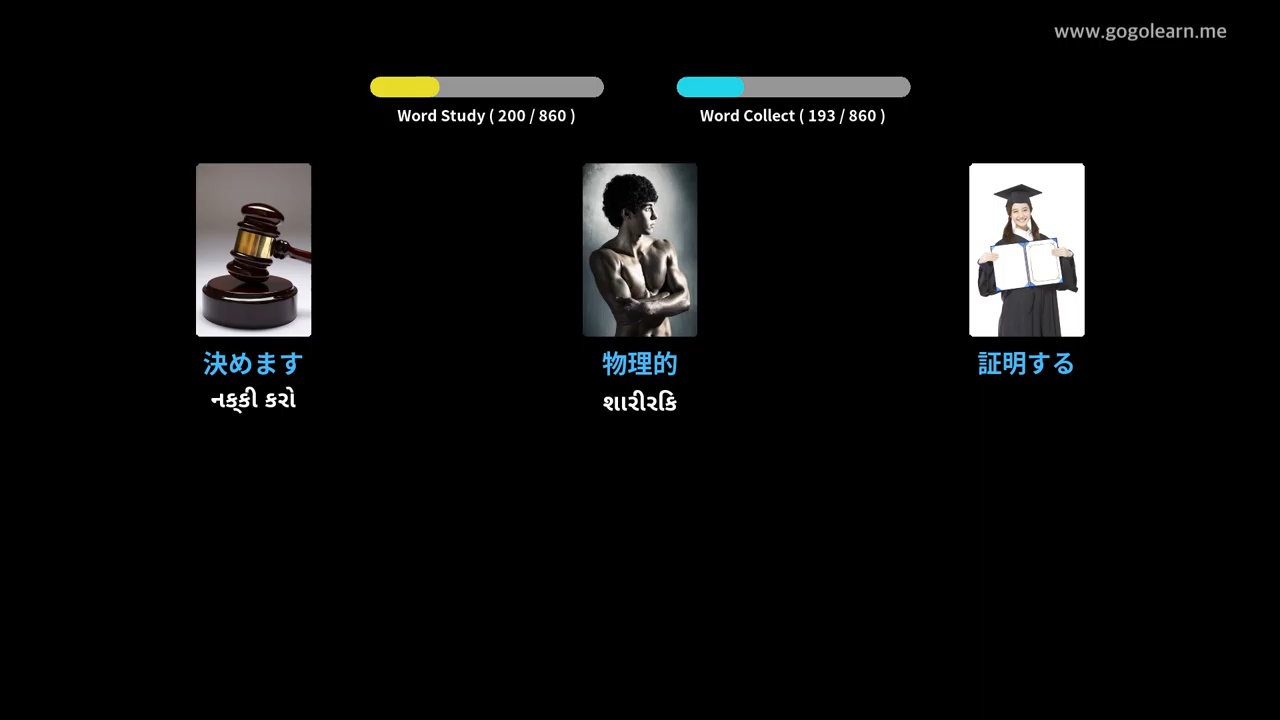 www.gogolearn.me
Word Study ( 200 / 860 )
Word Collect ( 193 / 860 )
決めます
物理的
証明する
નક્કી કરો
શારીરિક